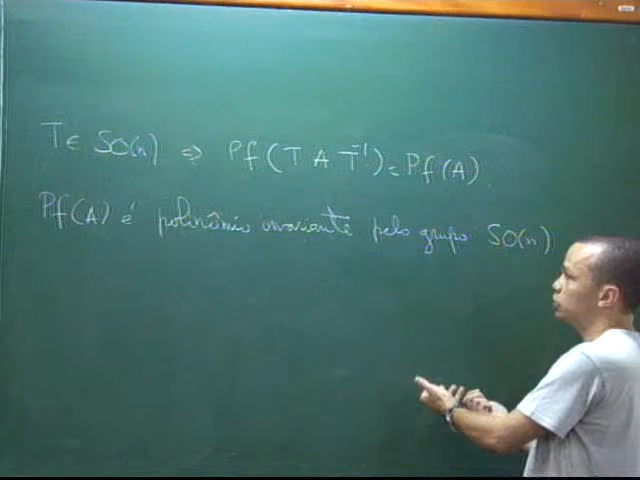 T ∈ SO(n) ⇒ Pf(T A T⁻¹) = Pf(A).
Pf(A) é polinômio invariante pelo grupo SO(n)